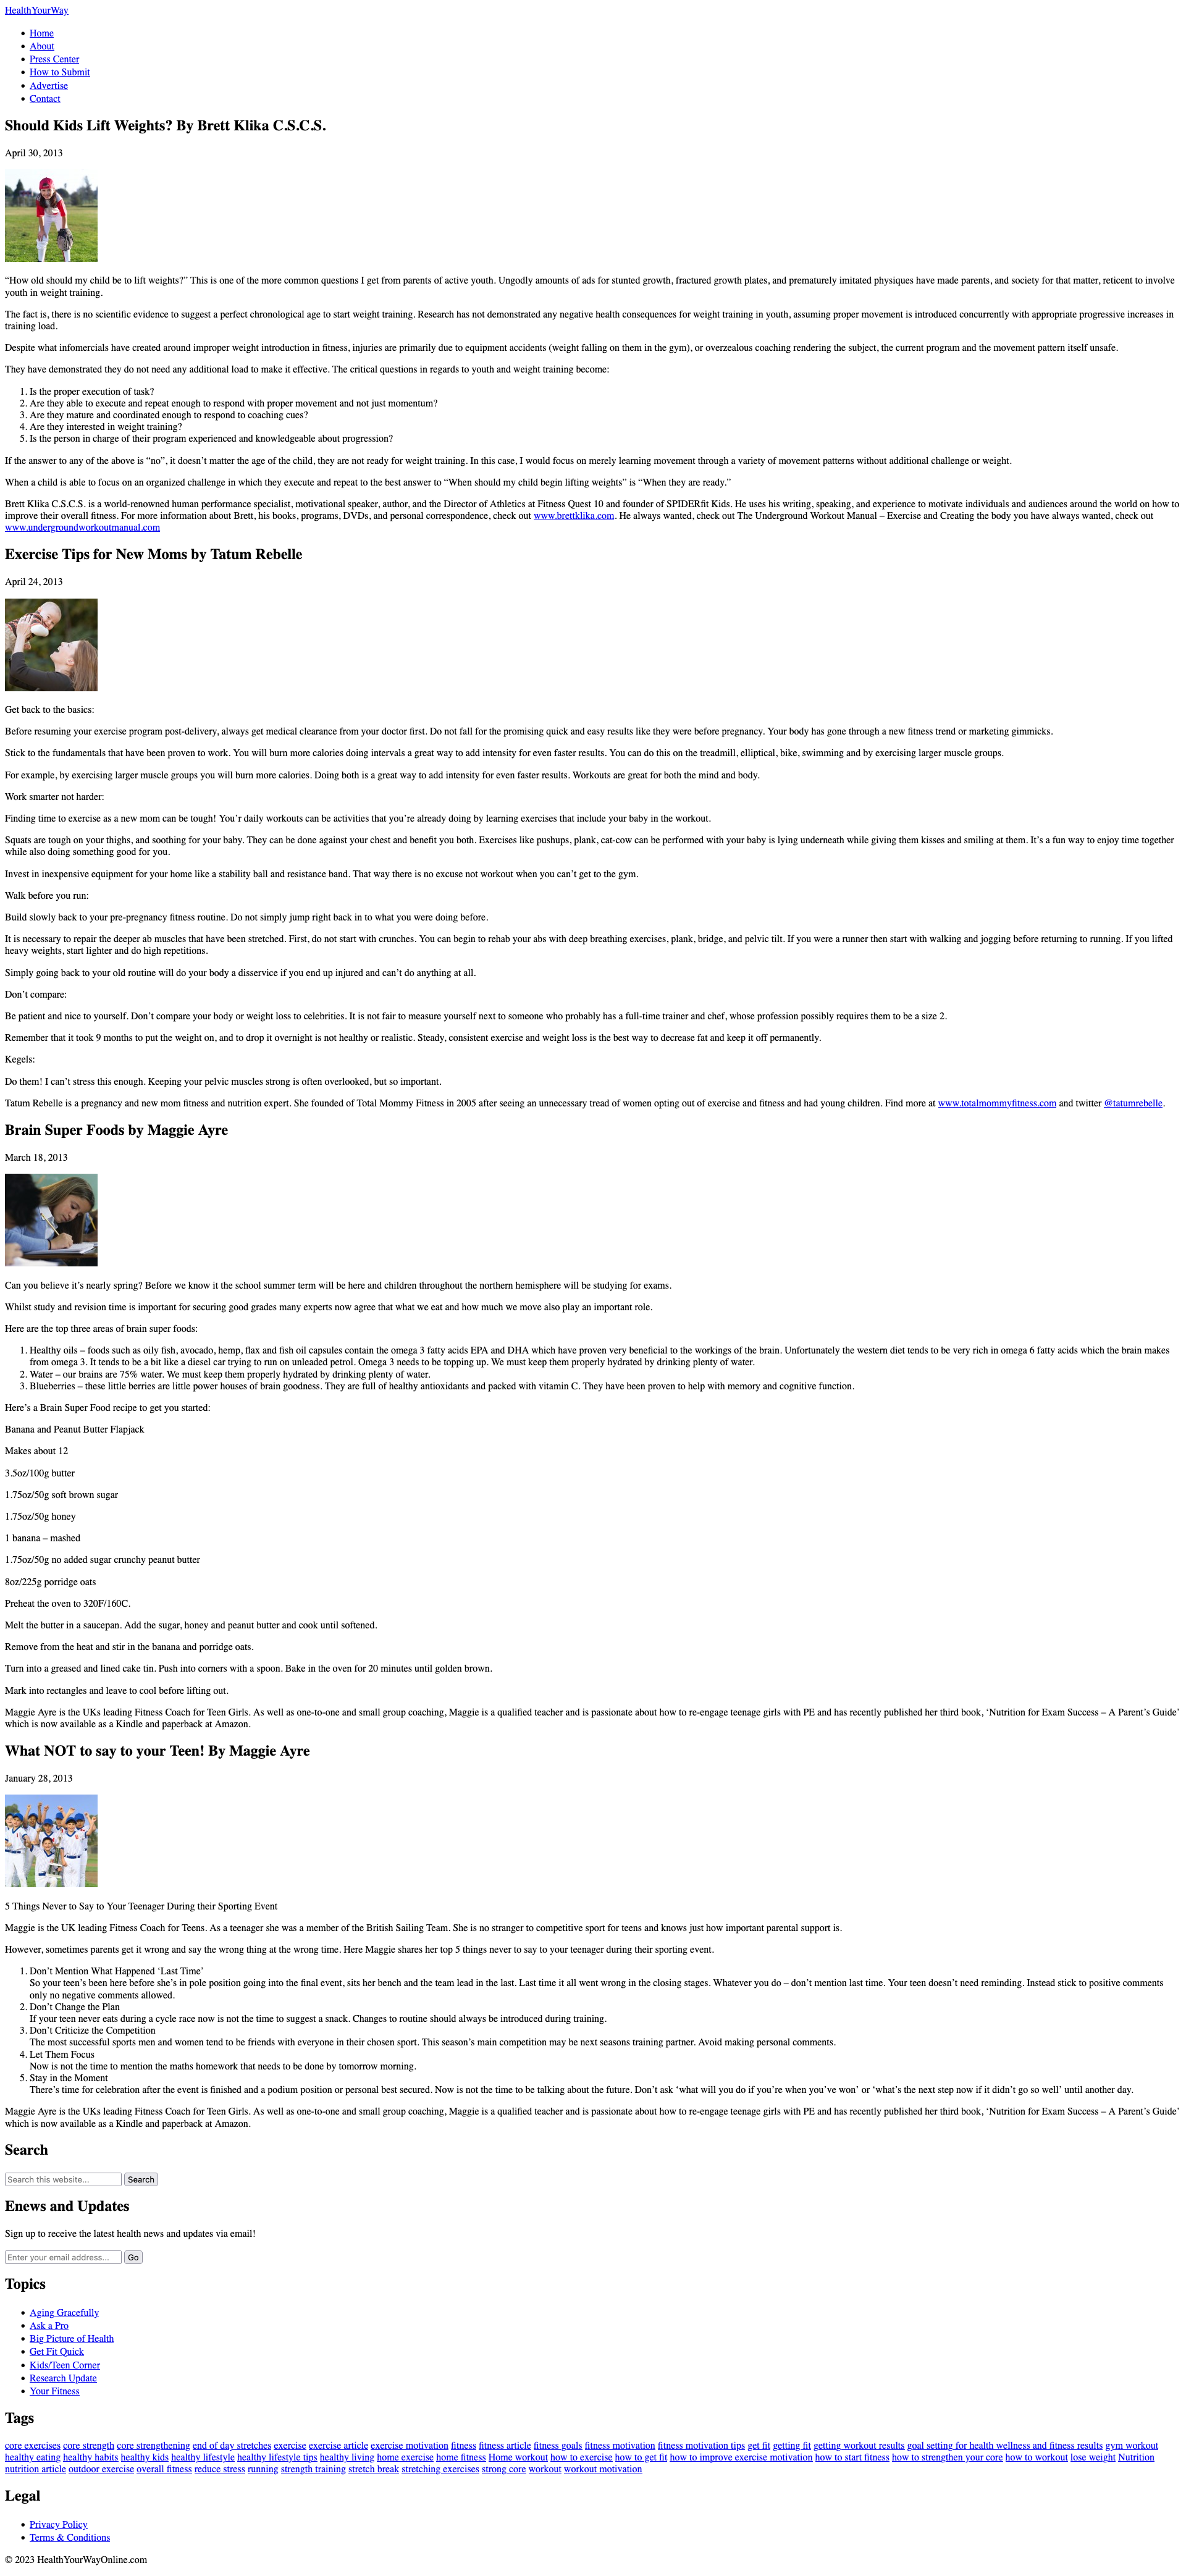 HealthYourWay
Home
About
Press Center
How to Submit
Advertise
Contact
Should Kids Lift Weights? By Brett Klika C.S.C.S.
April 30, 2013
“How old should my child be to lift weights?” This is one of the more common questions I get from parents of active youth. Ungodly amounts of ads for stunted growth, fractured growth plates, and prematurely imitated physiques have made parents, and society for that matter, reticent to involve
youth in weight training.
The fact is, there is no scientific evidence to suggest a perfect chronological age to start weight training. Research has not demonstrated any negative health consequences for weight training in youth, assuming proper movement is introduced concurrently with appropriate progressive increases in
training load.
Despite what infomercials have created around improper weight introduction in fitness, injuries are primarily due to equipment accidents (weight falling on them in the gym), or overzealous coaching rendering the subject, the current program and the movement pattern itself unsafe.
They have demonstrated they do not need any additional load to make it effective. The critical questions in regards to youth and weight training become:
1. Is the proper execution of task?
2. Are they able to execute and repeat enough to respond with proper movement and not just momentum?
3. Are they mature and coordinated enough to respond to coaching cues?
4. Are they interested in weight training?
5. Is the person in charge of their program experienced and knowledgeable about progression?
If the answer to any of the above is “no”, it doesn’t matter the age of the child, they are not ready for weight training. In this case, I would focus on merely learning movement through a variety of movement patterns without additional challenge or weight.
When a child is able to focus on an organized challenge in which they execute and repeat to the best answer to “When should my child begin lifting weights” is “When they are ready.”
Brett Klika C.S.C.S. is a world-renowned human performance specialist, motivational speaker, author, and the Director of Athletics at Fitness Quest 10 and founder of SPIDERfit Kids. He uses his writing, speaking, and experience to motivate individuals and audiences around the world on how to
improve their overall fitness. For more information about Brett, his books, programs, DVDs, and personal correspondence, check out www.brettklika.com. He always wanted, check out The Underground Workout Manual – Exercise and Creating the body you have always wanted, check out
www.undergroundworkoutmanual.com
Exercise Tips for New Moms by Tatum Rebelle
April 24, 2013
Get back to the basics:
Before resuming your exercise program post-delivery, always get medical clearance from your doctor first. Do not fall for the promising quick and easy results like they were before pregnancy. Your body has gone through a new fitness trend or marketing gimmicks.
Stick to the fundamentals that have been proven to work. You will burn more calories doing intervals a great way to add intensity for even faster results. You can do this on the treadmill, elliptical, bike, swimming and by exercising larger muscle groups.
For example, by exercising larger muscle groups you will burn more calories. Doing both is a great way to add intensity for even faster results. Workouts are great for both the mind and body.
Work smarter not harder:
Finding time to exercise as a new mom can be tough! You’r daily workouts can be activities that you’re already doing by learning exercises that include your baby in the workout.
Squats are tough on your thighs, and soothing for your baby. They can be done against your chest and benefit you both. Exercises like pushups, plank, cat-cow can be performed with your baby is lying underneath while giving them kisses and smiling at them. It’s a fun way to enjoy time together
while also doing something good for you.
Invest in inexpensive equipment for your home like a stability ball and resistance band. That way there is no excuse not workout when you can’t get to the gym.
Walk before you run:
Build slowly back to your pre-pregnancy fitness routine. Do not simply jump right back in to what you were doing before.
It is necessary to repair the deeper ab muscles that have been stretched. First, do not start with crunches. You can begin to rehab your abs with deep breathing exercises, plank, bridge, and pelvic tilt. If you were a runner then start with walking and jogging before returning to running. If you lifted
heavy weights, start lighter and do high repetitions.
Simply going back to your old routine will do your body a disservice if you end up injured and can’t do anything at all.
Don’t compare:
Be patient and nice to yourself. Don’t compare your body or weight loss to celebrities. It is not fair to measure yourself next to someone who probably has a full-time trainer and chef, whose profession possibly requires them to be a size 2.
Remember that it took 9 months to put the weight on, and to drop it overnight is not healthy or realistic. Steady, consistent exercise and weight loss is the best way to decrease fat and keep it off permanently.
Kegels:
Do them! I can’t stress this enough. Keeping your pelvic muscles strong is often overlooked, but so important.
Tatum Rebelle is a pregnancy and new mom fitness and nutrition expert. She founded of Total Mommy Fitness in 2005 after seeing an unnecessary tread of women opting out of exercise and fitness and had young children. Find more at www.totalmommyfitness.com and twitter @tatumrebelle.
Brain Super Foods by Maggie Ayre
March 18, 2013
Can you believe it’s nearly spring? Before we know it the school summer term will be here and children throughout the northern hemisphere will be studying for exams.
Whilst study and revision time is important for securing good grades many experts now agree that what we eat and how much we move also play an important role.
Here are the top three areas of brain super foods:
1. Healthy oils – foods such as oily fish, avocado, hemp, flax and fish oil capsules contain the omega 3 fatty acids EPA and DHA which have proven very beneficial to the workings of the brain. Unfortunately the western diet tends to be very rich in omega 6 fatty acids which the brain makes
from omega 3. It tends to be a bit like a diesel car trying to run on unleaded petrol. Omega 3 needs to be topping up. We must keep them properly hydrated by drinking plenty of water.
2. Water – our brains are 75% water. We must keep them properly hydrated by drinking plenty of water.
3. Blueberries – these little berries are little power houses of brain goodness. They are full of healthy antioxidants and packed with vitamin C. They have been proven to help with memory and cognitive function.
Here’s a Brain Super Food recipe to get you started:
Banana and Peanut Butter Flapjack
Makes about 12
3.5oz/100g butter
1.75oz/50g soft brown sugar
1.75oz/50g honey
1 banana – mashed
1.75oz/50g no added sugar crunchy peanut butter
8oz/225g porridge oats
Preheat the oven to 320F/160C.
Melt the butter in a saucepan. Add the sugar, honey and peanut butter and cook until softened.
Remove from the heat and stir in the banana and porridge oats.
Turn into a greased and lined cake tin. Push into corners with a spoon. Bake in the oven for 20 minutes until golden brown.
Mark into rectangles and leave to cool before lifting out.
Maggie Ayre is the UKs leading Fitness Coach for Teen Girls. As well as one-to-one and small group coaching, Maggie is a qualified teacher and is passionate about how to re-engage teenage girls with PE and has recently published her third book, ‘Nutrition for Exam Success – A Parent’s Guide’
which is now available as a Kindle and paperback at Amazon.
What NOT to say to your Teen! By Maggie Ayre
January 28, 2013
5 Things Never to Say to Your Teenager During their Sporting Event
Maggie is the UK leading Fitness Coach for Teens. As a teenager she was a member of the British Sailing Team. She is no stranger to competitive sport for teens and knows just how important parental support is.
However, sometimes parents get it wrong and say the wrong thing at the wrong time. Here Maggie shares her top 5 things never to say to your teenager during their sporting event.
1. Don’t Mention What Happened ‘Last Time’
So your teen’s been here before she’s in pole position going into the final event, sits her bench and the team lead in the last. Last time it all went wrong in the closing stages. Whatever you do – don’t mention last time. Your teen doesn’t need reminding. Instead stick to positive comments
only no negative comments allowed.
2. Don’t Change the Plan
If your teen never eats during a cycle race now is not the time to suggest a snack. Changes to routine should always be introduced during training.
3. Don’t Criticize the Competition
The most successful sports men and women tend to be friends with everyone in their chosen sport. This season’s main competition may be next seasons training partner. Avoid making personal comments.
4. Let Them Focus
Now is not the time to mention the maths homework that needs to be done by tomorrow morning.
5. Stay in the Moment
There’s time for celebration after the event is finished and a podium position or personal best secured. Now is not the time to be talking about the future. Don’t ask ‘what will you do if you’re when you’ve won’ or ‘what’s the next step now if it didn’t go so well’ until another day.
Maggie Ayre is the UKs leading Fitness Coach for Teen Girls. As well as one-to-one and small group coaching, Maggie is a qualified teacher and is passionate about how to re-engage teenage girls with PE and has recently published her third book, ‘Nutrition for Exam Success – A Parent’s Guide’
which is now available as a Kindle and paperback at Amazon.
Search
Search this website... Search
Enews and Updates
Sign up to receive the latest health news and updates via email!
Enter your email address... Go
Topics
Aging Gracefully
Ask a Pro
Big Picture of Health
Get Fit Quick
Kids/Teen Corner
Research Update
Your Fitness
Tags
core exercises core strength core strengthening end of day stretches exercise exercise article exercise motivation fitness fitness article fitness goals fitness motivation fitness motivation tips get fit getting fit getting workout results goal setting for health wellness and fitness results gym workout
healthy eating healthy habits healthy kids healthy lifestyle healthy lifestyle tips healthy living home exercise home fitness Home workout how to exercise how to get fit how to improve exercise motivation how to start fitness how to strengthen your core how to workout lose weight Nutrition
nutrition article outdoor exercise overall fitness reduce stress running strength training stretch break stretching exercises strong core workout workout motivation
Legal
Privacy Policy
Terms & Conditions
© 2023 HealthYourWayOnline.com